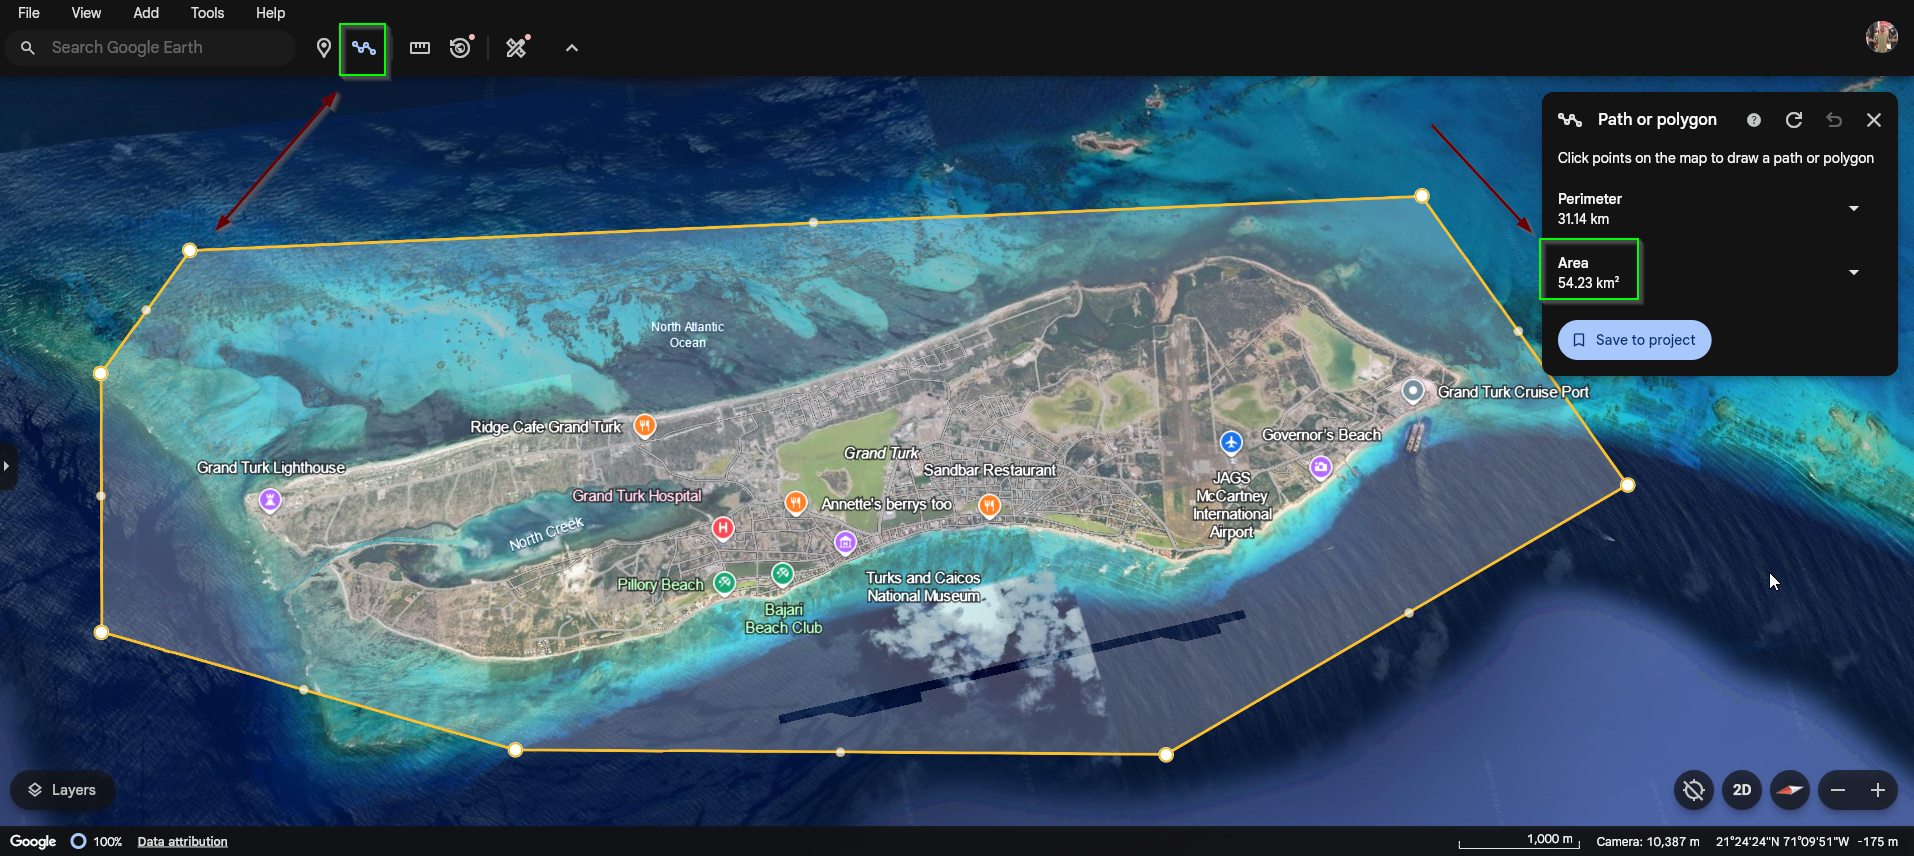 File View Add Tools Help
Search Google Earth
Path or polygon
Click points on the map to draw a path or polygon
Perimeter
31.14 km
Area
54.23 km²
Save to project
North Atlantic
Ocean
Grand Turk Cruise Port
Ridge Cafe Grand Turk
Governor's Beach
Grand Turk
Grand Turk Lighthouse
Sandbar Restaurant
JAGS
McCartney
International
Airport
Grand Turk Hospital
Annette's berrys too
North Creek
Pillory Beach
Turks and Caicos
National Museum
Bajari
Beach Club
Layers
2D
Google 100% Data attribution
1,000 m Camera: 10,387 m 21°24'24"N 71°09'51"W -175 m